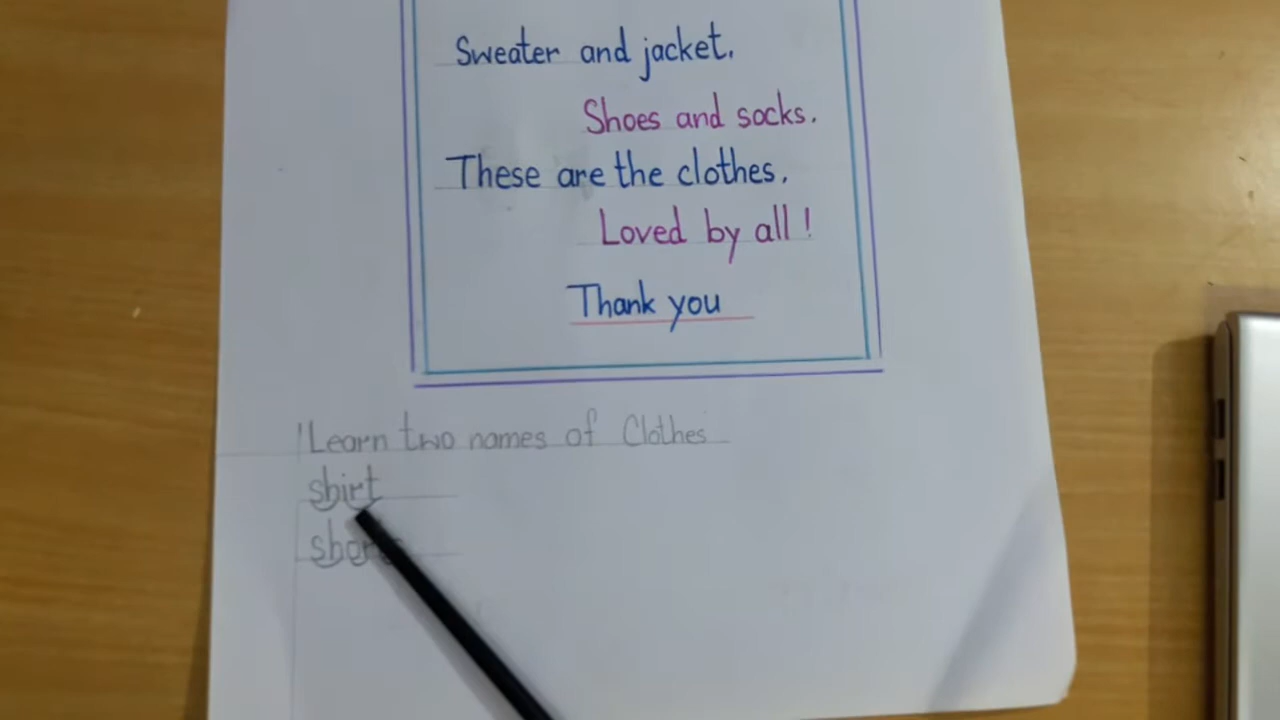 Sweater and jacket.
Shoes and socks.
These are the clothes.
Loved by all!
Thank you
Learn two names of Clothes
shirt